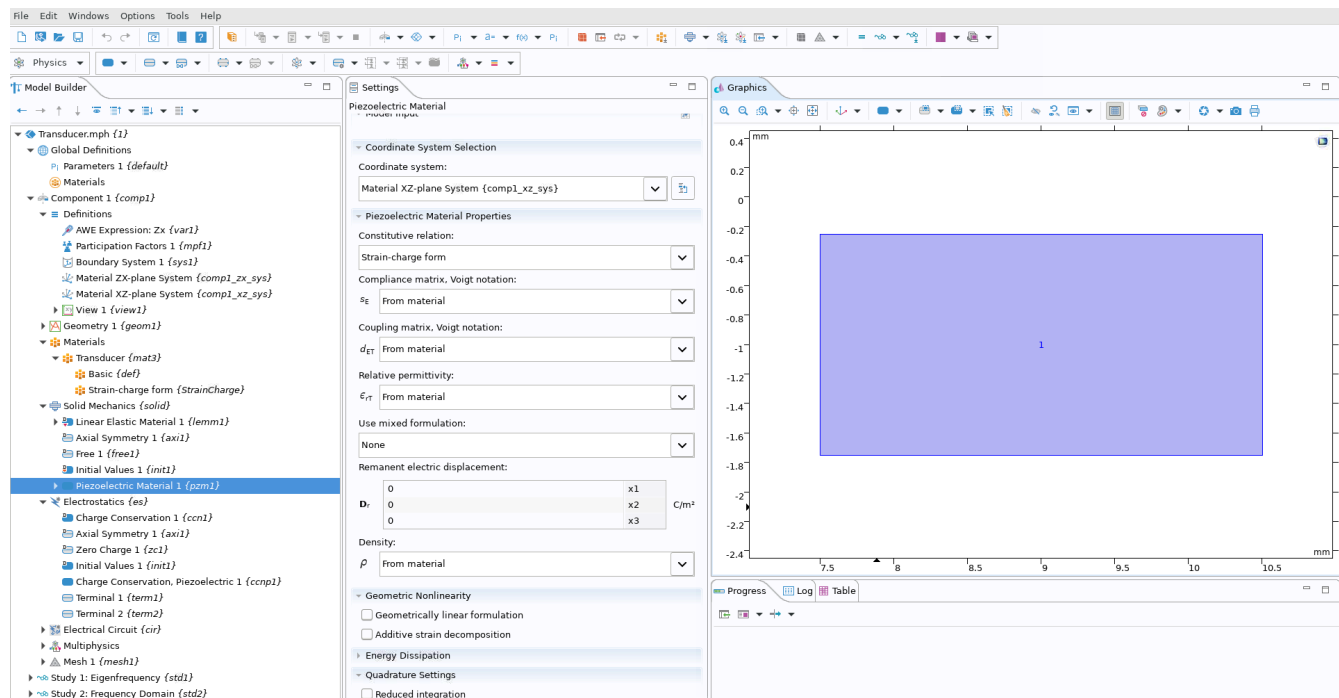 File Edit Windows Options Tools Help
Physics
Model Builder
Transducer.mph {1}
Global Definitions
Pi Parameters 1 {default}
Materials
Component 1 {comp1}
Definitions
AWE Expression: Zx {var1}
Participation Factors 1 {mpf1}
Boundary System 1 {sys1}
Material ZX-plane System {comp1_zx_sys}
Material XZ-plane System {comp1_xz_sys}
View 1 {view1}
Geometry 1 {geom1}
Materials
Transducer {mat3}
Basic {def}
Strain-charge form {StrainCharge}
Solid Mechanics {solid}
Linear Elastic Material 1 {lemm1}
Axial Symmetry 1 {axi1}
Free 1 {free1}
Initial Values 1 {init1}
Piezoelectric Material 1 {pzm1}
Electrostatics {es}
Charge Conservation 1 {ccn1}
Axial Symmetry 1 {axi1}
Zero Charge 1 {zc1}
Initial Values 1 {init1}
Charge Conservation, Piezoelectric 1 {ccnp1}
Terminal 1 {term1}
Terminal 2 {term2}
Electrical Circuit {cir}
Multiphysics
Mesh 1 {mesh1}
Study 1: Eigenfrequency {std1}
Study 2: Frequency Domain {std2}
Settings
Piezoelectric Material
Model Input
Coordinate System Selection
Coordinate system:
Material XZ-plane System {comp1_xz_sys}
Piezoelectric Material Properties
Constitutive relation:
Strain-charge form
Compliance matrix, Voigt notation:
sE From material
Coupling matrix, Voigt notation:
dET From material
Relative permittivity:
ϵrT From material
Use mixed formulation:
None
Remanent electric displacement:
0 x1
Dr 0 x2 C/m²
0 x3
Density:
ρ From material
Geometric Nonlinearity
Geometrically linear formulation
Additive strain decomposition
Energy Dissipation
Quadrature Settings
Reduced integration
Graphics
mm
0.4
0.2
0
-0.2
-0.4
-0.6
-0.8
-1
-1.2
-1.4
-1.6
-1.8
-2
-2.2
-2.4
1
mm
7.5 8 8.5 9 9.5 10 10.5
Progress Log Table